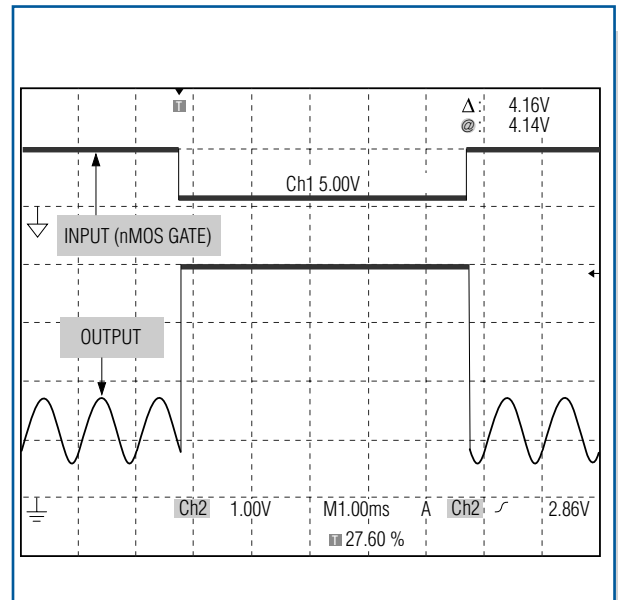 T
Δ: 4.16V
@: 4.14V
Ch1 5.00V
INPUT (nMOS GATE)
OUTPUT
Ch2 1.00V M1.00ms A Ch2 2.86V
T 27.60 %